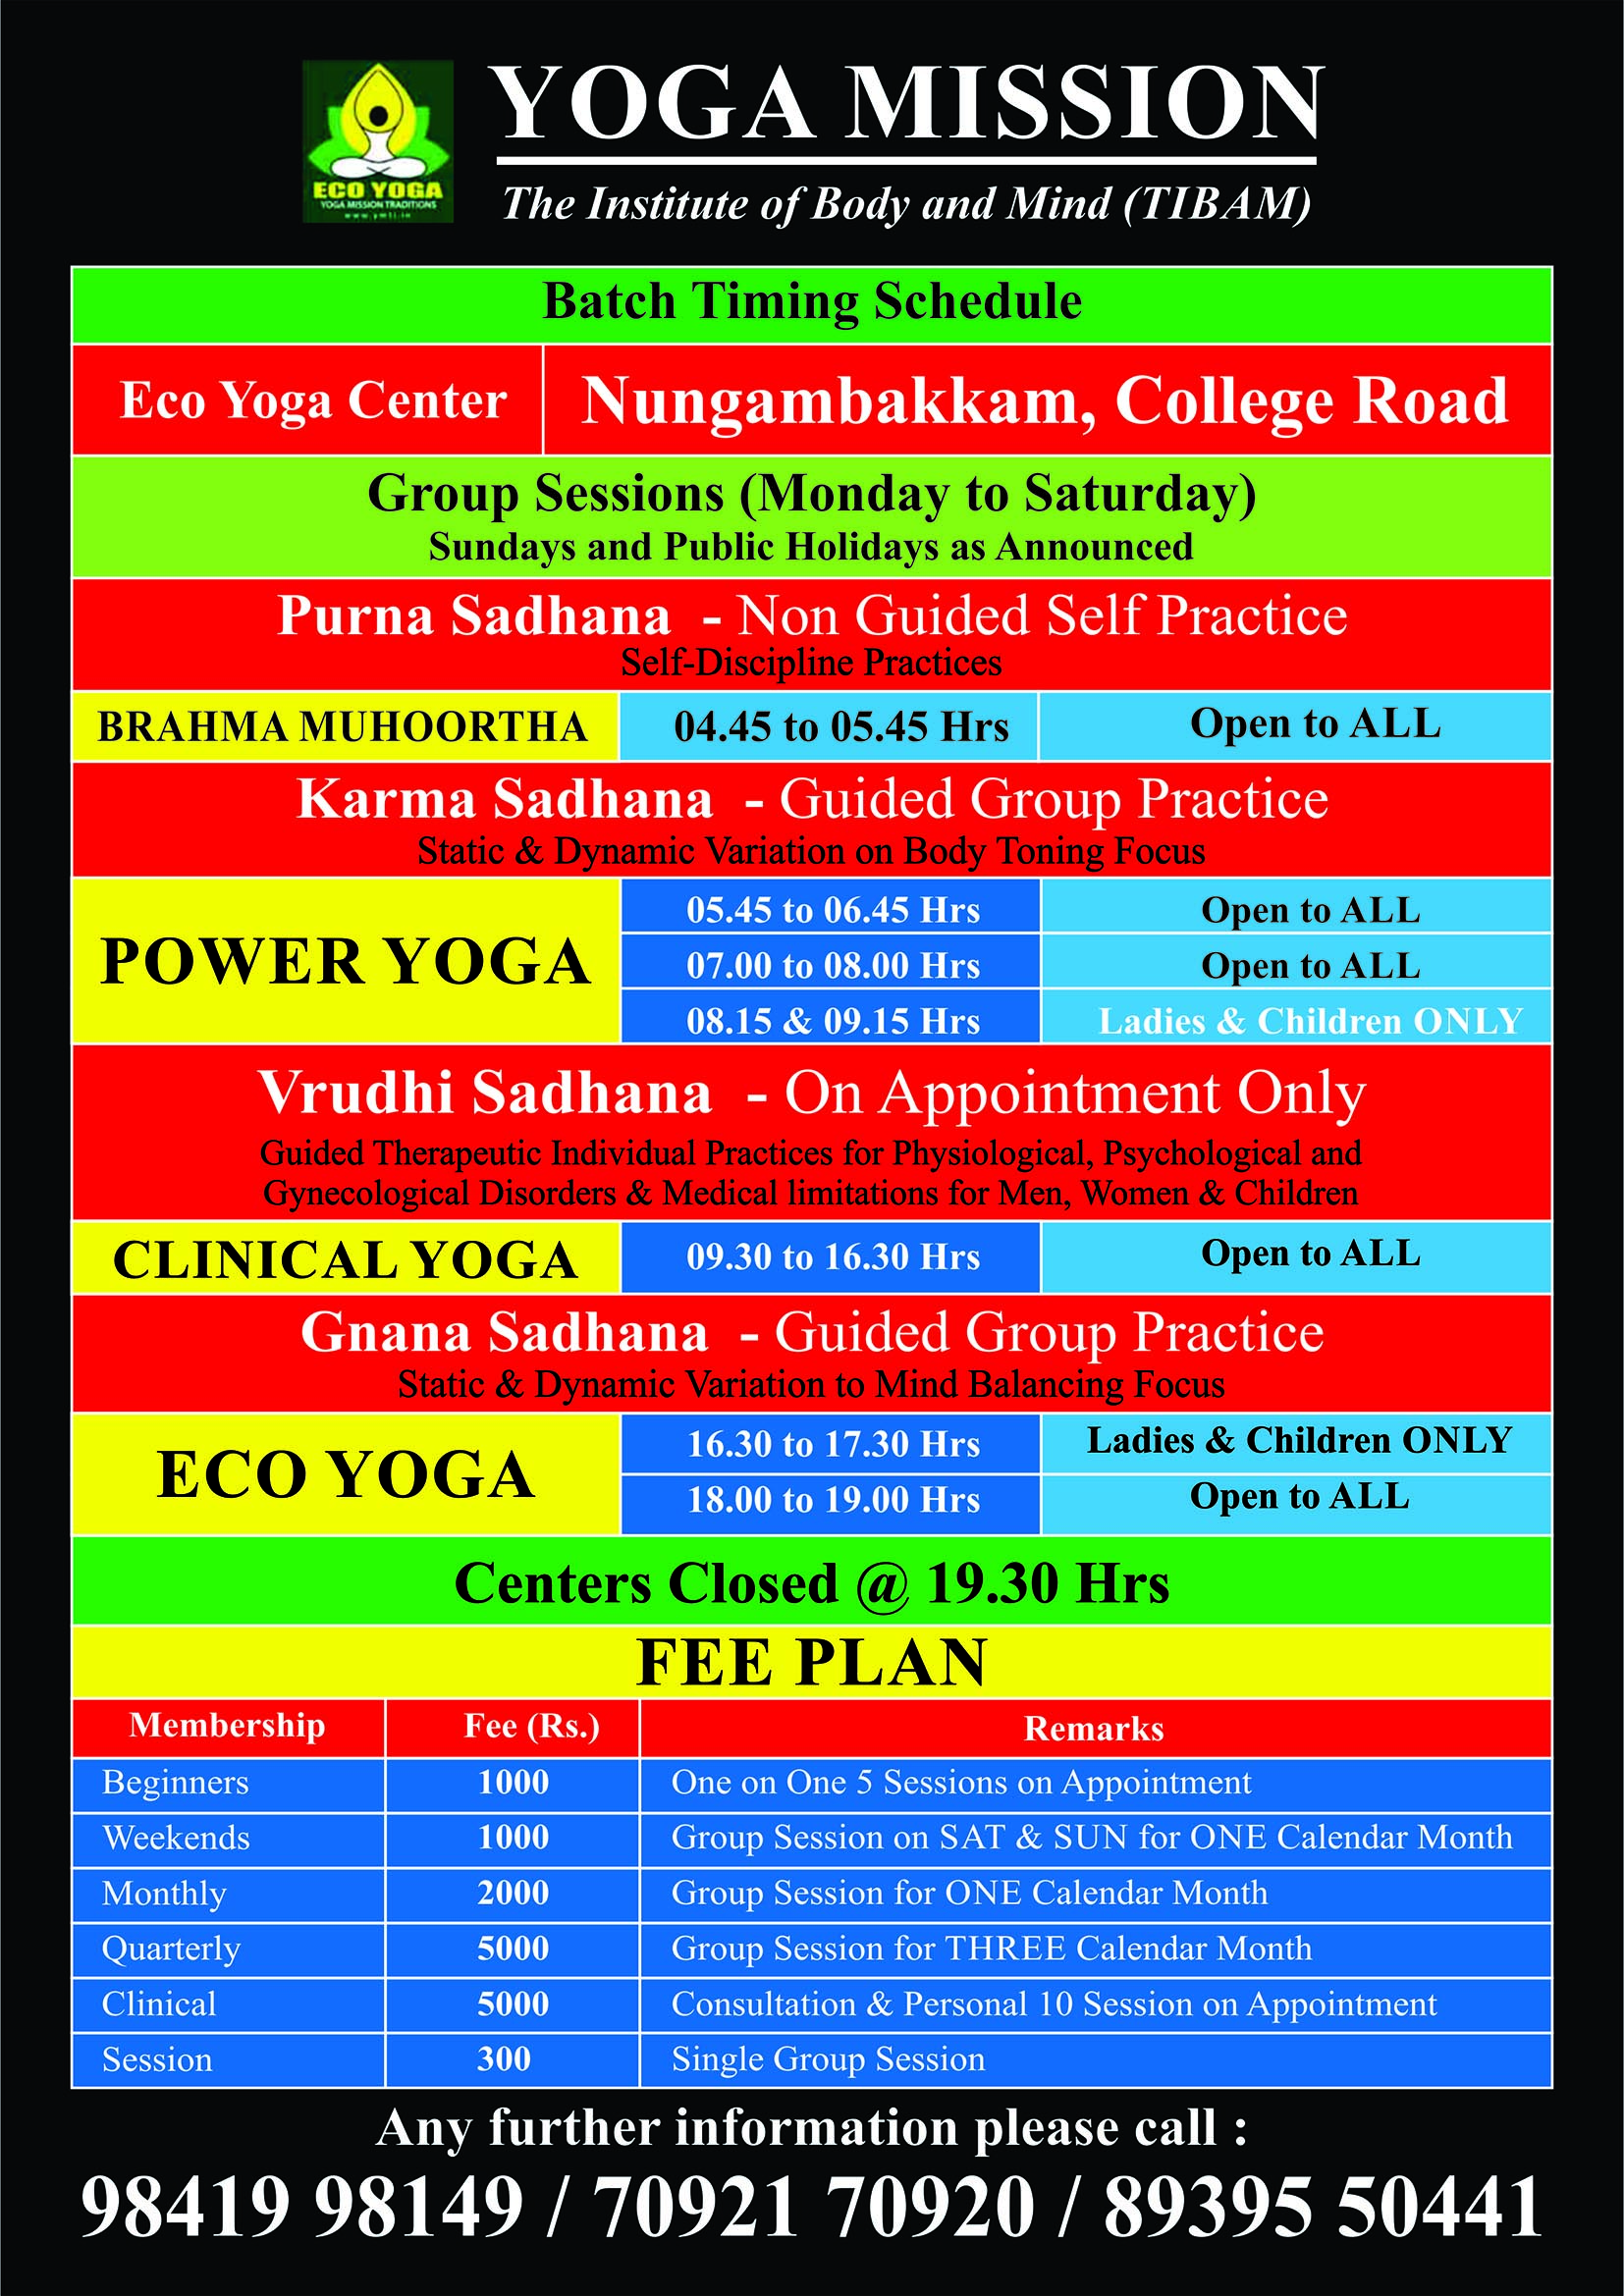 YOGA MISSION
The Institute of Body and Mind (TIBAM)
ECO YOGA
YOGA MISSION TRADITIONS
www.ymti.in
Batch Timing Schedule
Eco Yoga Center
Nungambakkam, College Road
Group Sessions (Monday to Saturday)
Sundays and Public Holidays as Announced
Purna Sadhana - Non Guided Self Practice
Self-Discipline Practices
BRAHMA MUHOORTHA 04.45 to 05.45 Hrs Open to ALL
Karma Sadhana - Guided Group Practice
Static & Dynamic Variation on Body Toning Focus
POWER YOGA
05.45 to 06.45 Hrs Open to ALL
07.00 to 08.00 Hrs Open to ALL
08.15 & 09.15 Hrs Ladies & Children ONLY
Vrudhi Sadhana - On Appointment Only
Guided Therapeutic Individual Practices for Physiological, Psychological and
Gynecological Disorders & Medical limitations for Men, Women & Children
CLINICAL YOGA 09.30 to 16.30 Hrs Open to ALL
Gnana Sadhana - Guided Group Practice
Static & Dynamic Variation to Mind Balancing Focus
ECO YOGA
16.30 to 17.30 Hrs Ladies & Children ONLY
18.00 to 19.00 Hrs Open to ALL
Centers Closed @ 19.30 Hrs
FEE PLAN
Membership Fee (Rs.) Remarks
Beginners 1000 One on One 5 Sessions on Appointment
Weekends 1000 Group Session on SAT & SUN for ONE Calendar Month
Monthly 2000 Group Session for ONE Calendar Month
Quarterly 5000 Group Session for THREE Calendar Month
Clinical 5000 Consultation & Personal 10 Session on Appointment
Session 300 Single Group Session
Any further information please call :
98419 98149 / 70921 70920 / 89395 50441